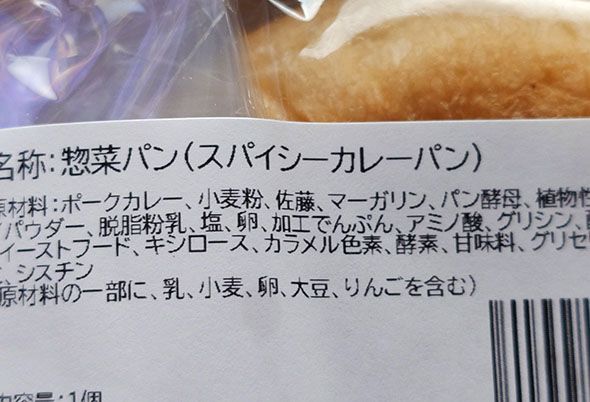 名称:惣菜パン(スパイシーカレーパン)
原材料:ポークカレー、小麦粉、佐藤、マーガリン、パン酵母、植物性
パウダー、脱脂粉乳、塩、卵、加工でんぷん、アミノ酸、グリシン、
イーストフード、キシロース、カラメル色素、酵素、甘味料、グリセリ
、シスチン
原材料の一部に、乳、小麦、卵、大豆、りんごを含む)
内容量:1個